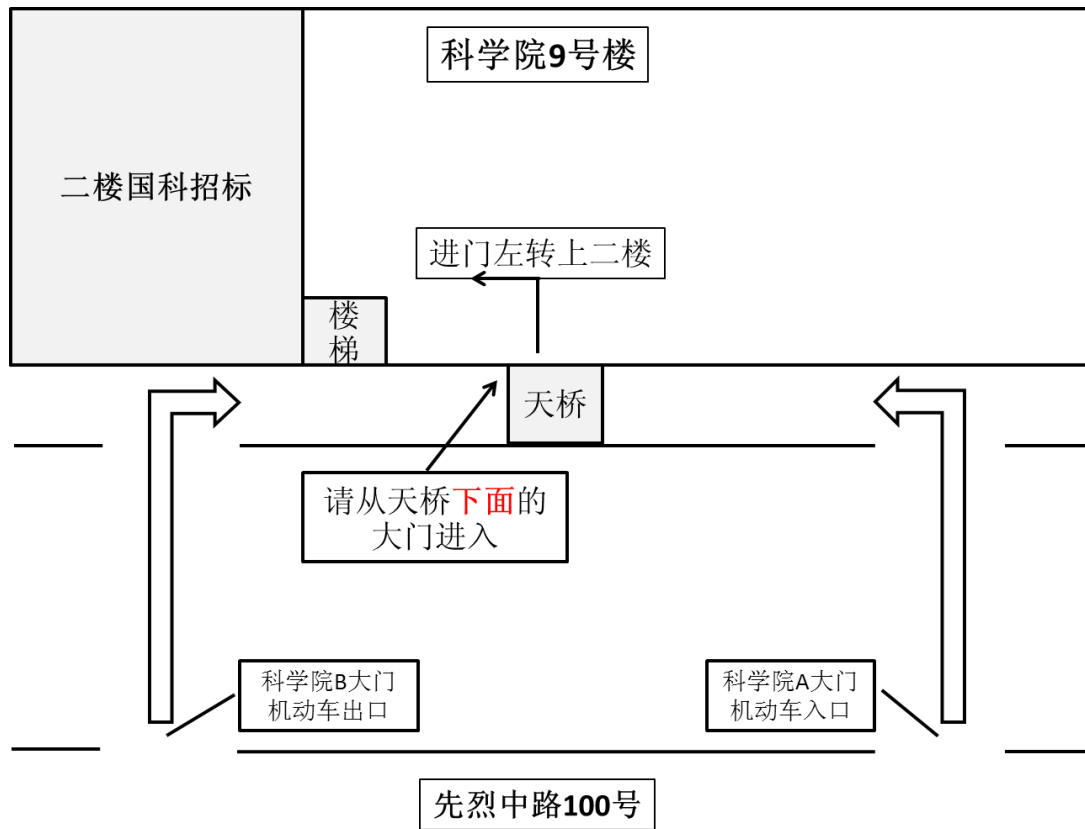 科学院9号楼
二楼国科招标
进门左转上二楼
楼
梯
天桥
请从天桥下面的
大门进入
科学院B大门
机动车出口
科学院A大门
机动车入口
先烈中路100号